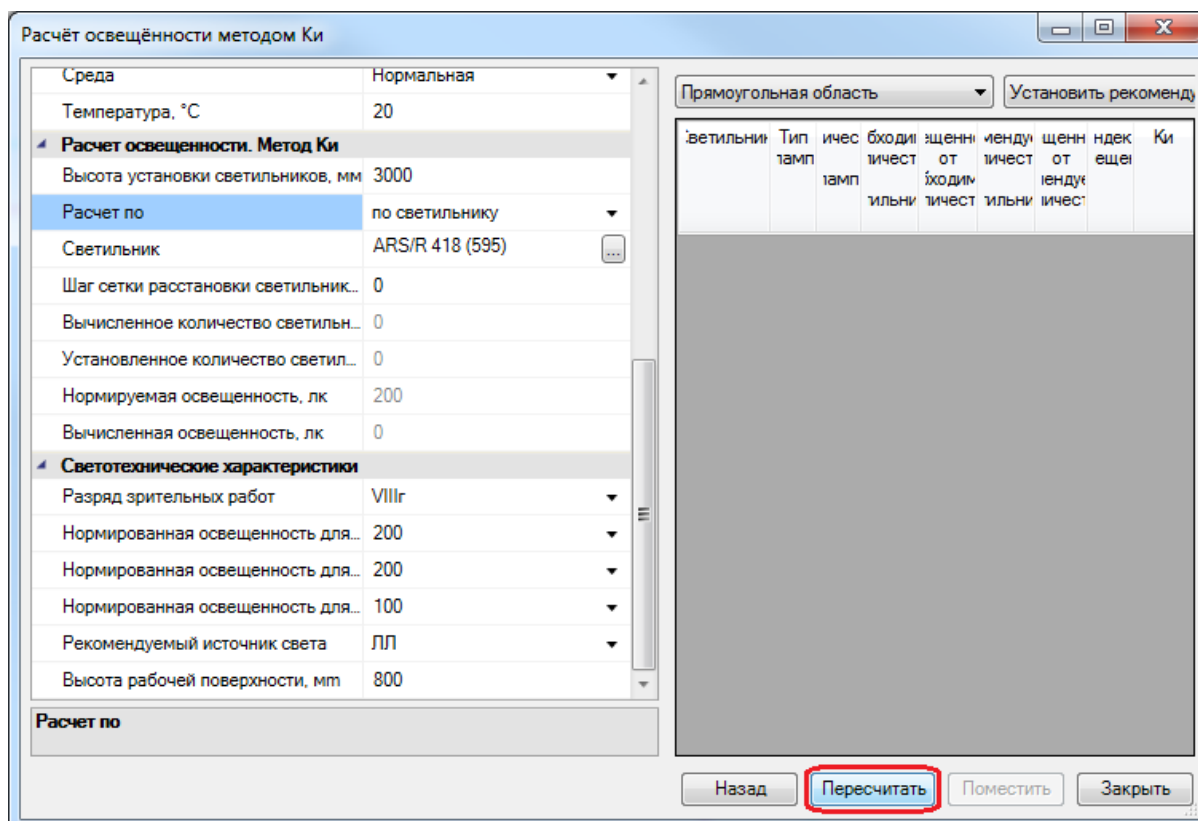 Расчёт освещённости методом Ки
Среда Нормальная
Температура, °C 20
Расчет освещенности. Метод Ки
Высота установки светильников, мм 3000
Расчет по по светильнику
Светильник ARS/R 418 (595) ...
Шаг сетки расстановки светильник... 0
Вычисленное количество светильн... 0
Установленное количество светил... 0
Нормируемая освещенность, лк 200
Вычисленная освещенность, лк 0
Светотехнические характеристики
Разряд зрительных работ VIIIг
Нормированная освещенность для... 200
Нормированная освещенность для... 200
Нормированная освещенность для... 100
Рекомендуемый источник света ЛЛ
Высота рабочей поверхности, mm 800
Расчет по
Прямоугольная область Установить рекоменду
Тип от от Ки
Назад Пересчитать Поместить Закрыть